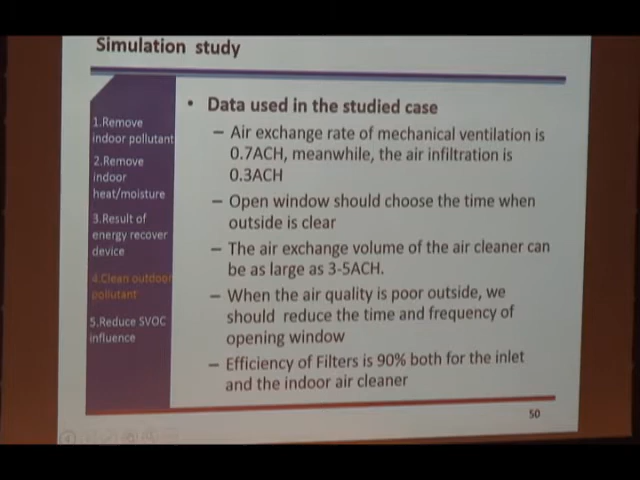 Simulation study
1.Remove
indoor pollutant
2.Remove
indoor
heat/moisture
3.Result of
energy recover
device
4.Clean outdoor
pollutant
5.Reduce SVOC
influence
• Data used in the studied case
– Air exchange rate of mechanical ventilation is
0.7ACH, meanwhile, the air infiltration is
0.3ACH
– Open window should choose the time when
outside is clear
– The air exchange volume of the air cleaner can
be as large as 3-5ACH.
– When the air quality is poor outside, we
should reduce the time and frequency of
opening window
– Efficiency of Filters is 90% both for the inlet
and the indoor air cleaner
50